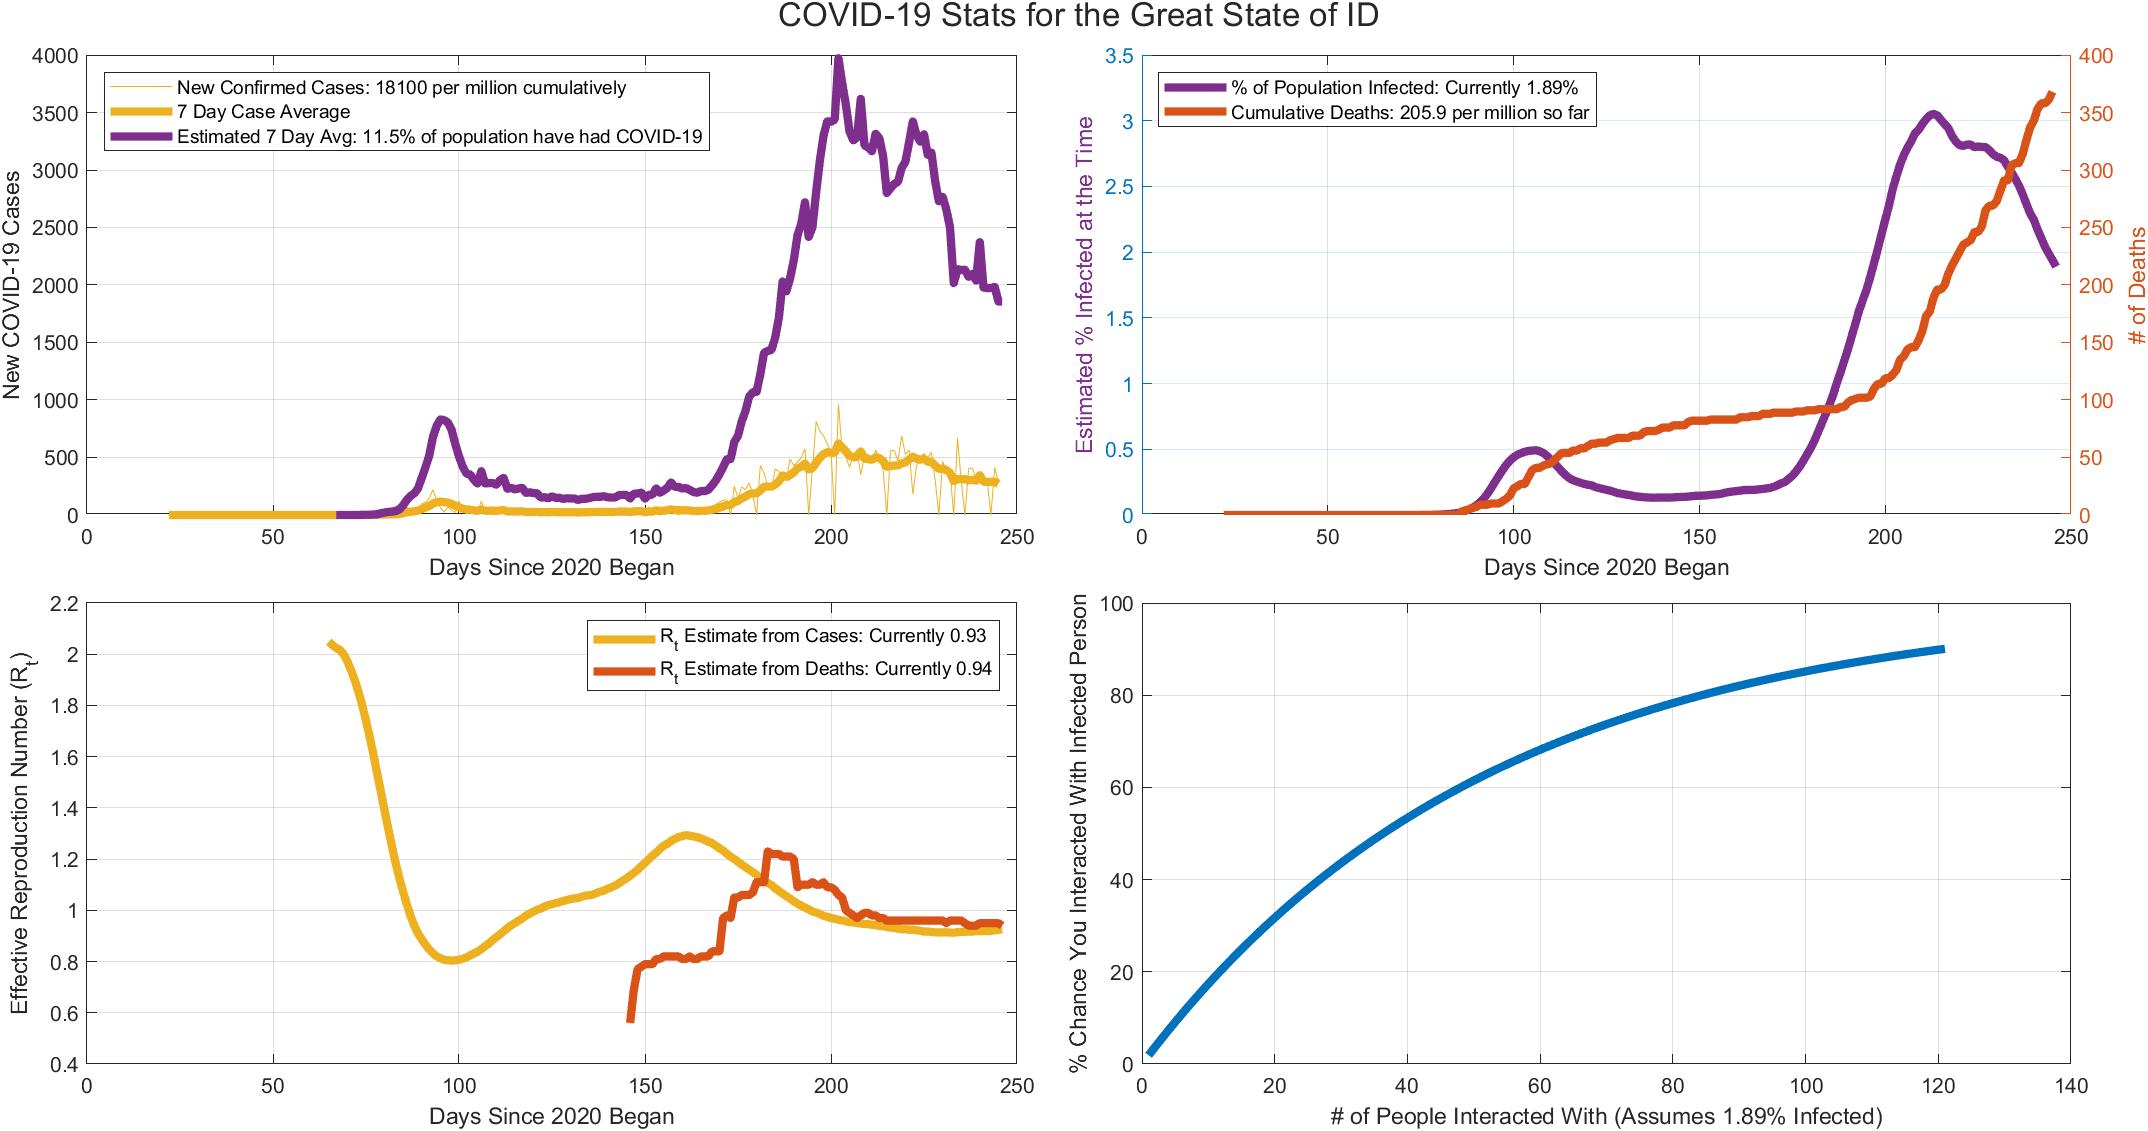 COVID-19 Stats for the Great State of ID
4000
3500
3000
2500
2000
1500
1000
500
0
New COVID-19 Cases
New Confirmed Cases: 18100 per million cumulatively
7 Day Case Average
Estimated 7 Day Avg: 11.5% of population have had COVID-19
0 50 100 150 200 250
Days Since 2020 Began
3.5
3
2.5
2
1.5
1
0.5
0
Estimated % Infected at the Time
% of Population Infected: Currently 1.89%
Cumulative Deaths: 205.9 per million so far
400
350
300
250
200
150
100
50
0
# of Deaths
0 50 100 150 200 250
Days Since 2020 Began
2.2
2
1.8
1.6
1.4
1.2
1
0.8
0.6
0.4
Effective Reproduction Number (Rt)
Rt Estimate from Cases: Currently 0.93
Rt Estimate from Deaths: Currently 0.94
0 50 100 150 200 250
Days Since 2020 Began
100
80
60
40
20
0
% Chance You Interacted With Infected Person
0 20 40 60 80 100 120 140
# of People Interacted With (Assumes 1.89% Infected)